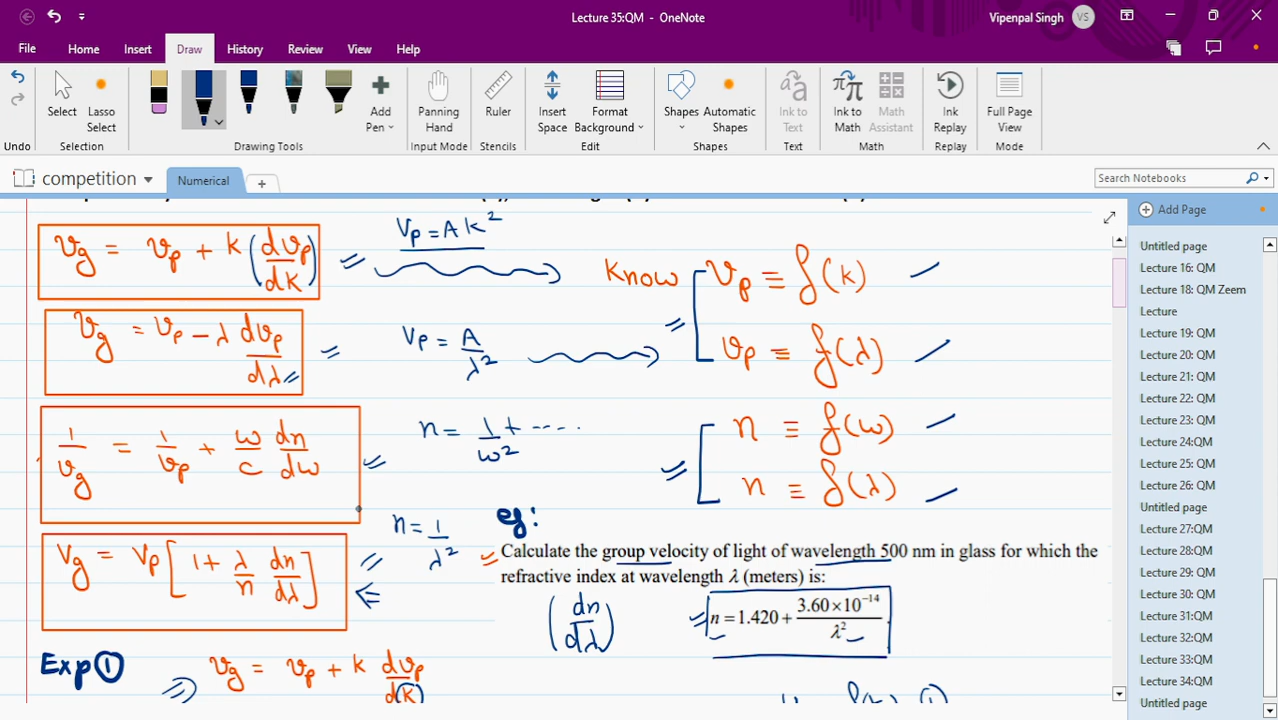 Lecture 35:QM - OneNote
Vipenpal Singh VS
File Home Insert Draw History Review View Help
Undo
Select
Lasso Select
Selection
Add Pen
Drawing Tools
Panning Hand
Input Mode
Ruler
Stencils
Insert Space
Format Background
Edit
Shapes
Automatic Shapes
Shapes
Ink to Text
Text
Ink to Math
Math Assistant
Math
Ink Replay
Replay
Full Page View
Mode
competition
Numerical
+
Search Notebooks
Add Page
Untitled page
Lecture 16: QM
Lecture 18: QM Zeem
Lecture
Lecture 19: QM
Lecture 20: QM
Lecture 21: QM
Lecture 22: QM
Lecture 23: QM
Lecture 24:QM
Lecture 25: QM
Lecture 26: QM
Untitled page
Lecture 27:QM
Lecture 28:QM
Lecture 29: QM
Lecture 30: QM
Lecture 31:QM
Lecture 32:QM
Lecture 33:QM
Lecture 34:QM
Untitled page
Vg = Vp + k (dVp/dk)
Vp = A k²
know Vp ≡ f(k)
Vg = Vp − λ dVp/dλ
Vp = A/λ²
Vp ≡ f(λ)
1/Vg = 1/Vp + ω/c dn/dω
n = 1/ω² + ----..
n ≡ f(ω)
n ≡ f(λ)
n = 1/λ²
eg:
Vg = Vp [1 + λ/n dn/dλ]
Calculate the group velocity of light of wavelength 500 nm in glass for which the
refractive index at wavelength λ (meters) is:
(dn/dλ)
n = 1.420 + 3.60×10⁻¹⁴/λ²
Exp ①
⇒ Vg = Vp + k dVp/dk